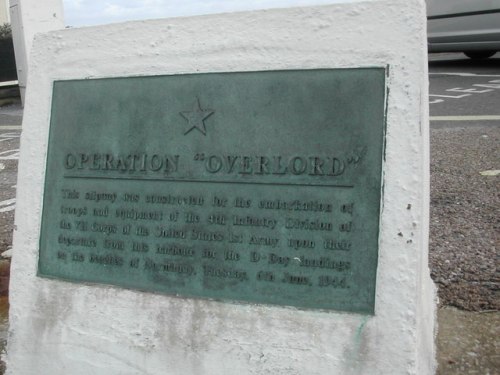 OPERATION "OVERLORD"
This slipway was constructed for the embarkation of
troops and equipment of the 4th Infantry Division of
the VII Corps of the United States 1st Army upon their
departure from this harbour for the D-Day landings
on the beaches of Normandy, Tuesday, 6th June, 1944.